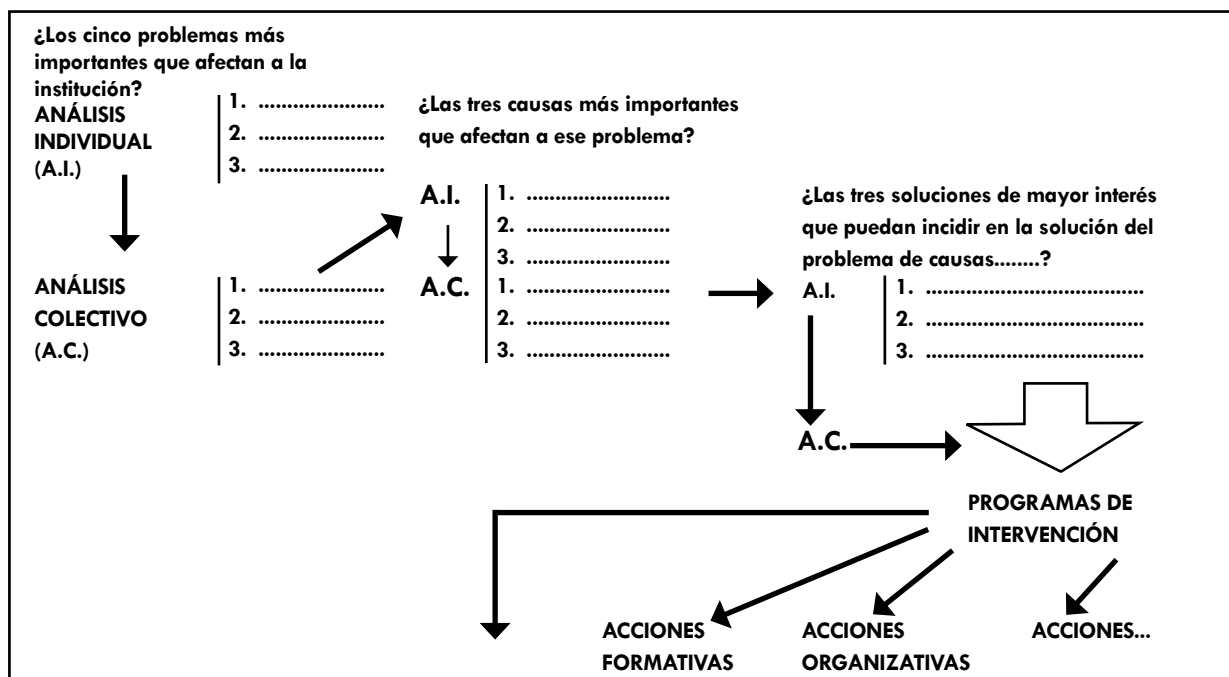 ¿Los cinco problemas más
importantes que afectan a la
institución?
ANÁLISIS
INDIVIDUAL
(A.I.)
1. ......................
2. ......................
3. ......................
ANÁLISIS
COLECTIVO
(A.C.)
1. ......................
2. ......................
3. ......................
¿Las tres causas más importantes
que afectan a ese problema?
A.I.
1. .........................
2. .........................
3. .........................
A.C.
1. .........................
2. .........................
3. .........................
¿Las tres soluciones de mayor interés
que puedan incidir en la solución del
problema de causas........?
A.I.
1. ......................................
2. ......................................
3. ......................................
A.C.
PROGRAMAS DE
INTERVENCIÓN
ACCIONES
FORMATIVAS
ACCIONES
ORGANIZATIVAS
ACCIONES...